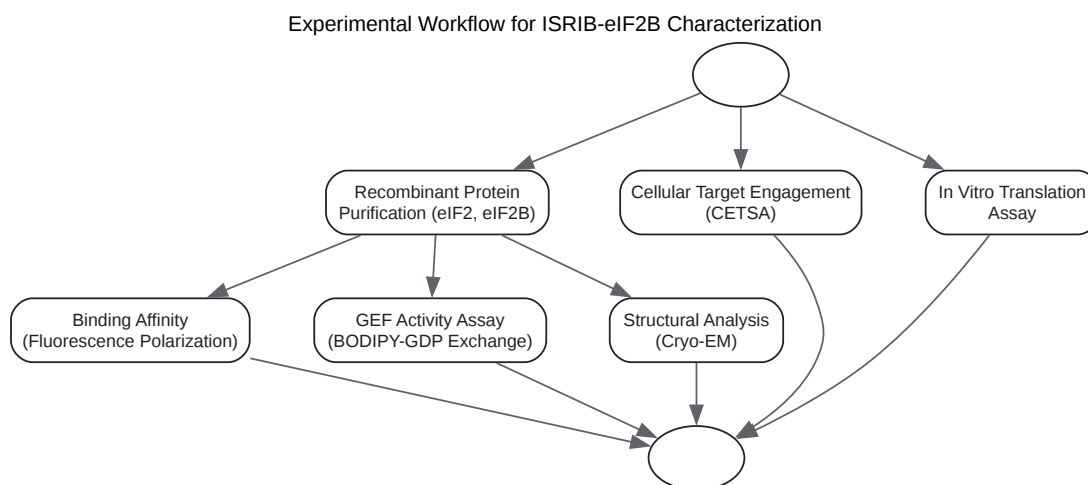 Experimental Workflow for ISRIB-eIF2B Characterization
Recombinant Protein
Purification (eIF2, eIF2B)
Cellular Target Engagement
(CETSA)
In Vitro Translation
Assay
Binding Affinity
(Fluorescence Polarization)
GEF Activity Assay
(BODIPY-GDP Exchange)
Structural Analysis
(Cryo-EM)